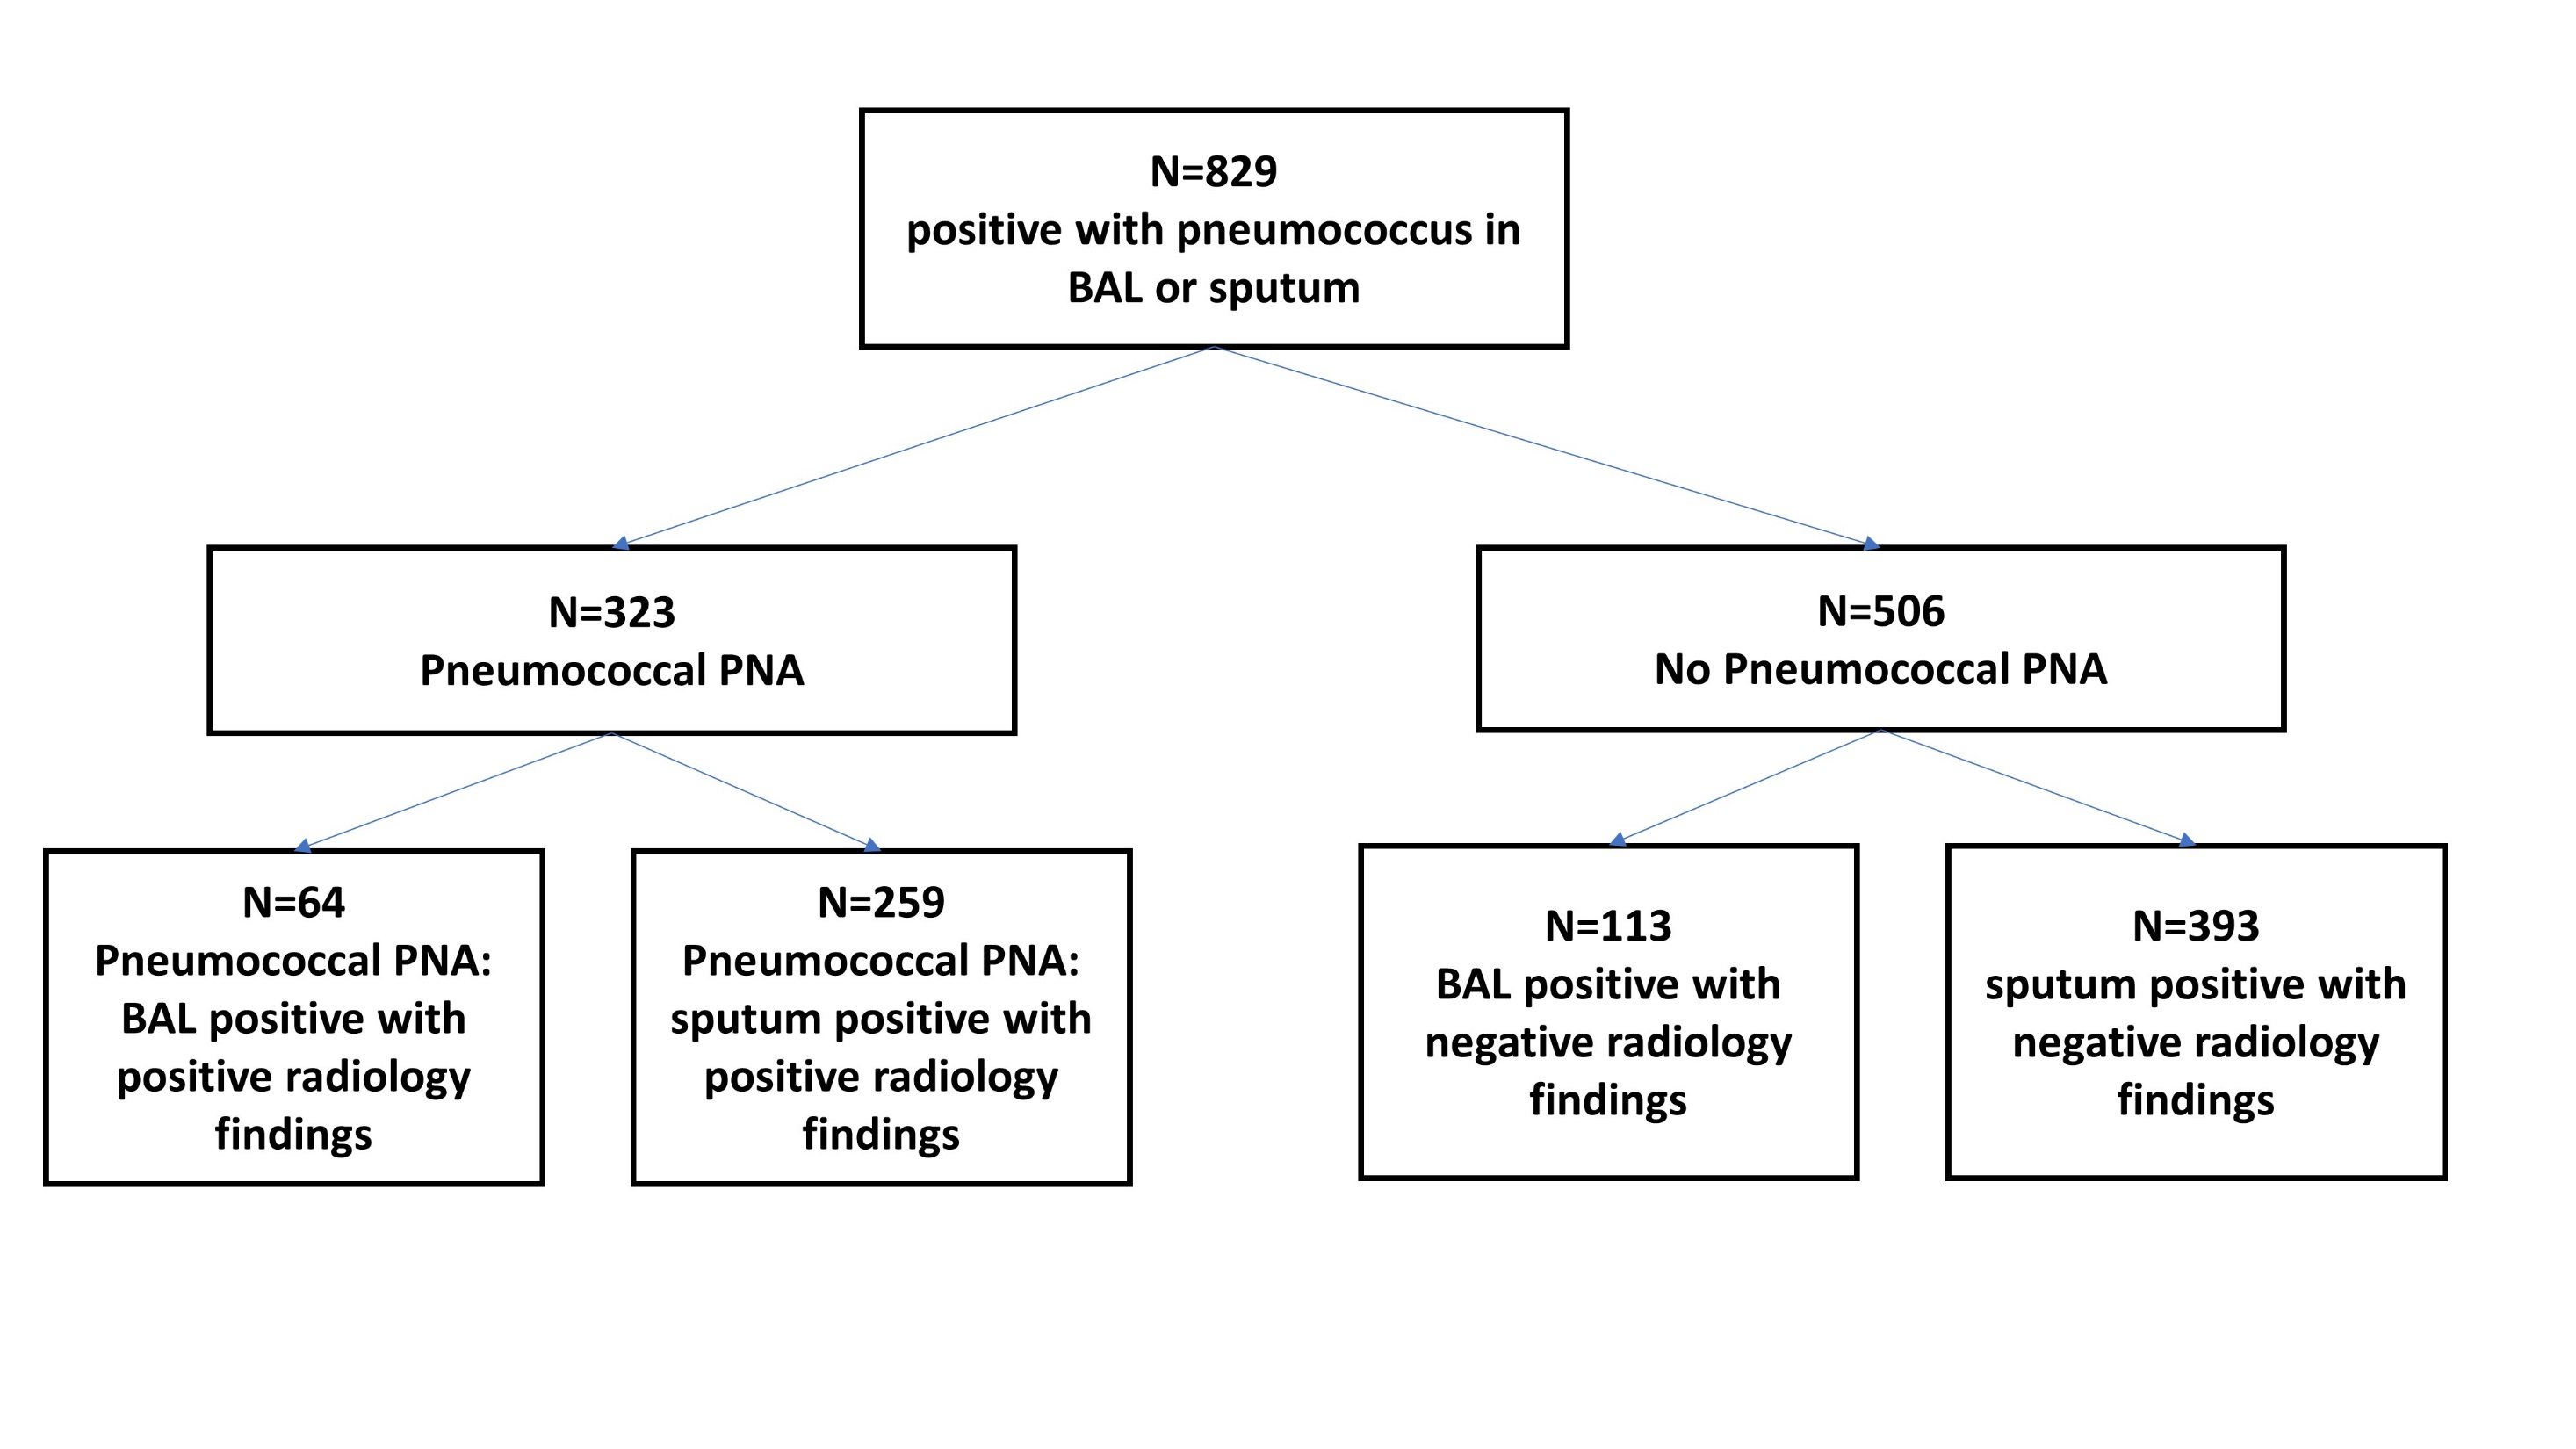 N=829
positive with pneumococcus in
BAL or sputum
N=323
Pneumococcal PNA
N=506
No Pneumococcal PNA
N=64
Pneumococcal PNA:
BAL positive with
positive radiology
findings
N=259
Pneumococcal PNA:
sputum positive with
positive radiology
findings
N=113
BAL positive with
negative radiology
findings
N=393
sputum positive with
negative radiology
findings